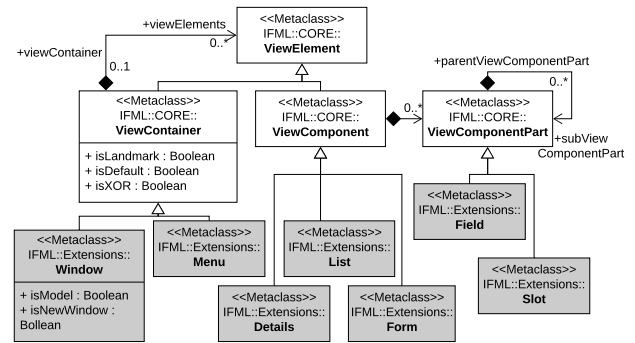 +viewElements
0..*
<<Metaclass>>
IFML::CORE::
ViewElement
+viewContainer
0..1
+parentViewComponentPart
0..*
<<Metaclass>>
IFML::CORE::
ViewContainer
+ isLandmark : Boolean
+ isDefault : Boolean
+ isXOR : Boolean
<<Metaclass>>
IFML::CORE::
ViewComponent
0..*
<<Metaclass>>
IFML::CORE::
ViewComponentPart
+subView
ComponentPart
<<Metaclass>>
IFML::Extensions::
Window
+ isModel : Boolean
+ isNewWindow :
Bollean
<<Metaclass>>
IFML::Extensions::
Menu
<<Metaclass>>
IFML::Extensions::
List
<<Metaclass>>
IFML::Extensions::
Field
<<Metaclass>>
IFML::Extensions::
Details
<<Metaclass>>
IFML::Extensions::
Form
<<Metaclass>>
IFML::Extensions::
Slot